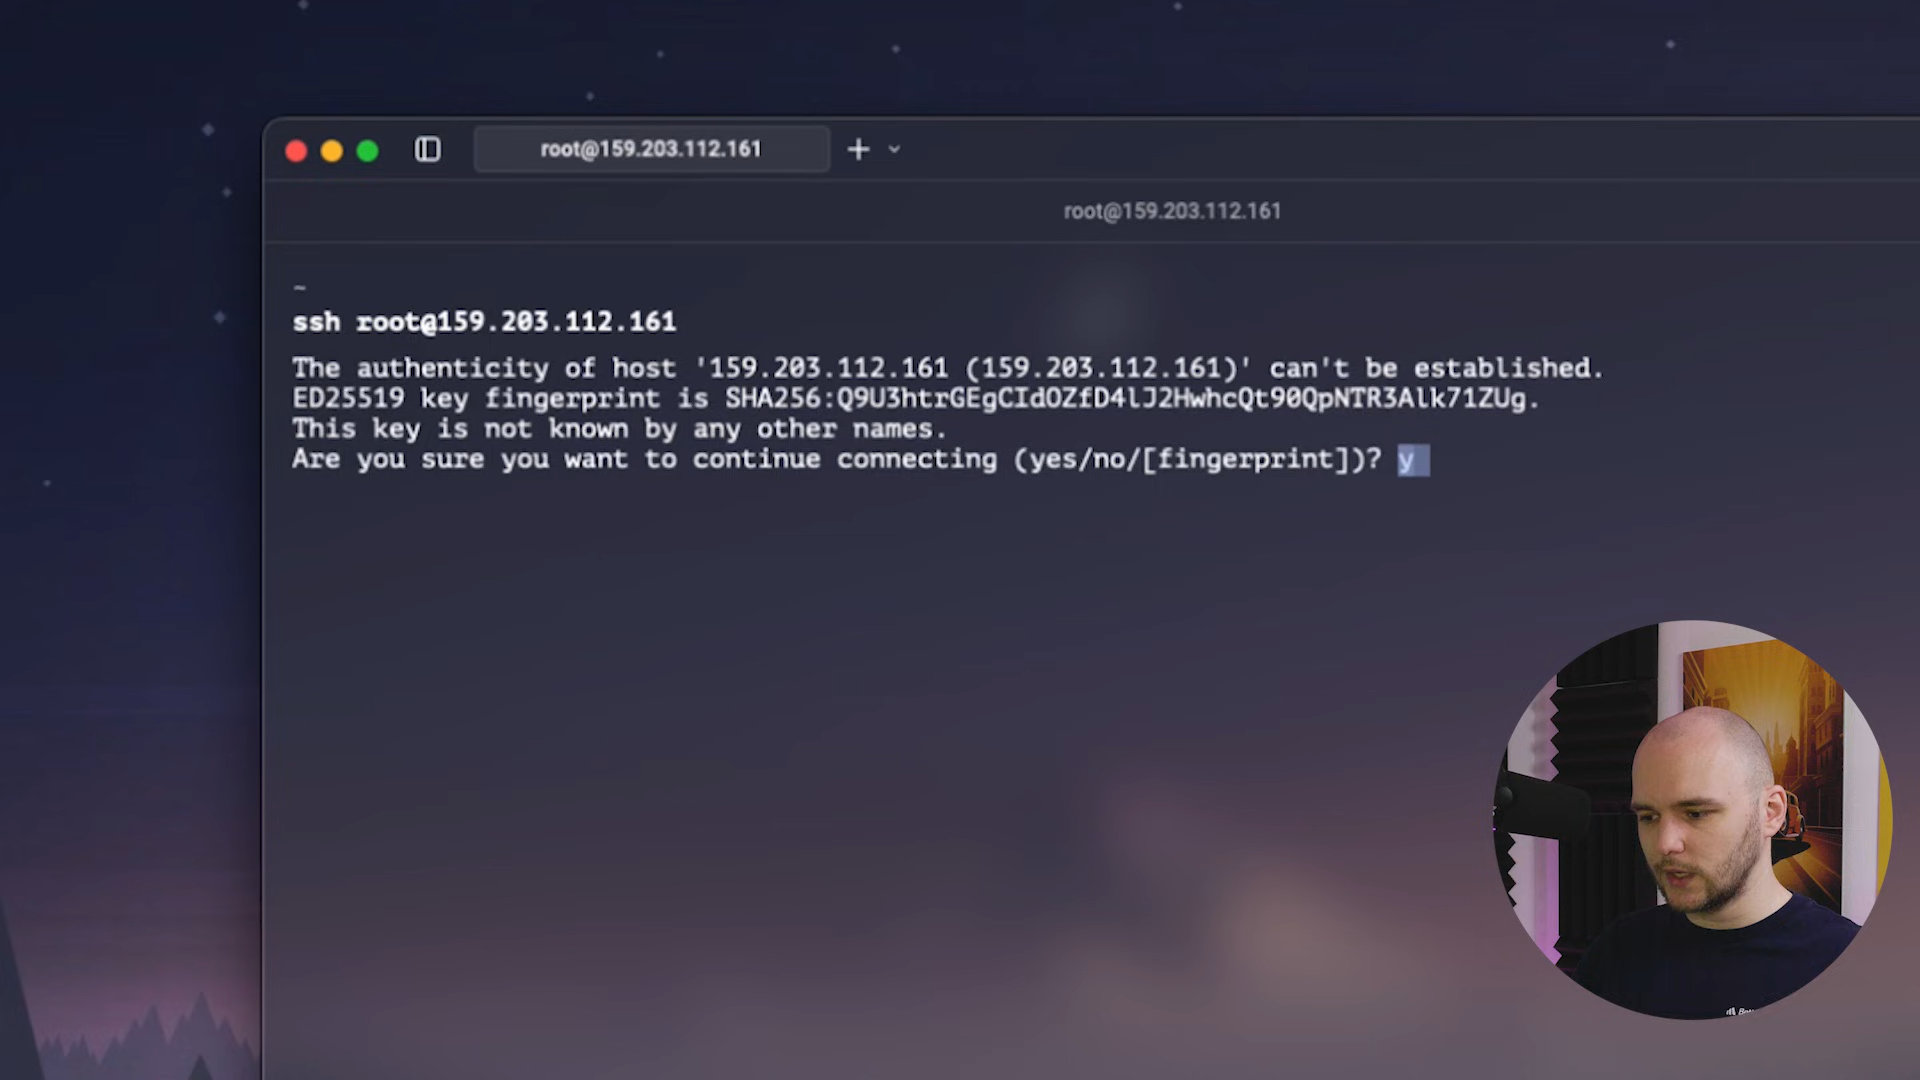 root@159.203.112.161
root@159.203.112.161
~
ssh root@159.203.112.161
The authenticity of host '159.203.112.161 (159.203.112.161)' can't be established.
ED25519 key fingerprint is SHA256:Q9U3htrGEgCIdOZfD4lJ2HwhcQt90QpNTR3Alk71ZUg.
This key is not known by any other names.
Are you sure you want to continue connecting (yes/no/[fingerprint])? y